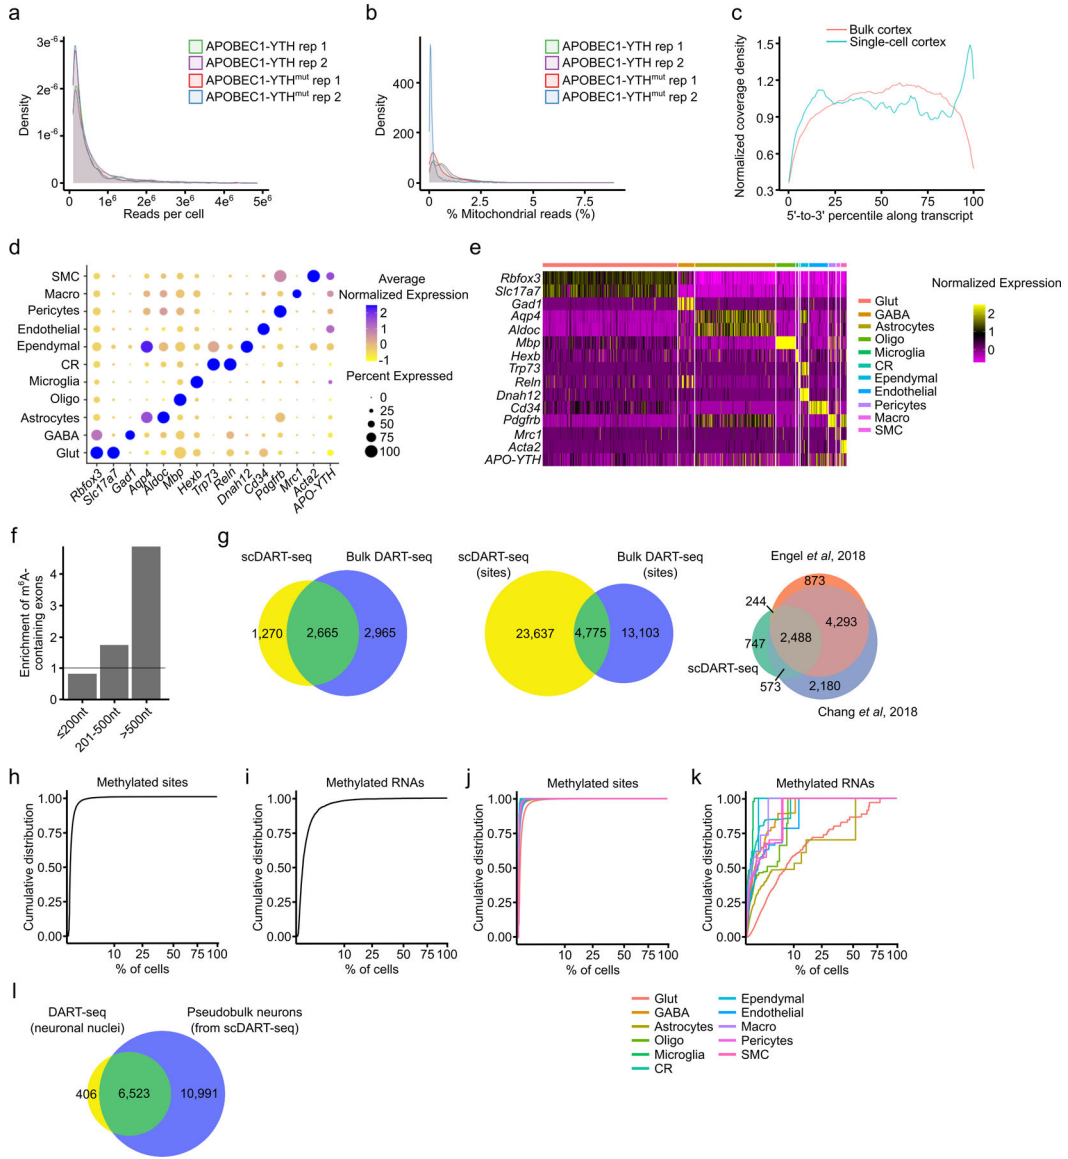 a
3e⁶
2e⁻⁶
1e⁻⁶
0
Density
0
1e⁶
2e⁶
3e⁶
4e⁶
5e⁶
Reads per cell
APOBEC1-YTH rep 1
APOBEC1-YTH rep 2
APOBEC1-YTHᵐᵘᵗ rep 1
APOBEC1-YTHᵐᵘᵗ rep 2
b
400
200
0
Density
0
2.5
5
7.5
% Mitochondrial reads (%)
APOBEC1-YTH rep 1
APOBEC1-YTH rep 2
APOBEC1-YTHᵐᵘᵗ rep 1
APOBEC1-YTHᵐᵘᵗ rep 2
c
Bulk cortex
Single-cell cortex
1.5
1.2
0.9
0.6
0.3
Normalized coverage density
0
25
50
75
100
5'-to-3' percentile along transcript
d
SMC
Macro
Pericytes
Endothelial
Ependymal
CR
Microglia
Oligo
Astrocytes
GABA
Glut
Rbfox3
Slc17a7
Gad1
Aqp4
Aldoc
Mbp
Hexb
Trp73
Reln
Dnah12
Cd34
Pdgfrb
Mrc1
Acta2
APO-YTH
Average
Normalized Expression
2
1
0
-1
Percent Expressed
0
25
50
75
100
e
Rbfox3
Slc17a7
Gad1
Aqp4
Aldoc
Mbp
Hexb
Trp73
Reln
Dnah12
Cd34
Pdgfrb
Mrc1
Acta2
APO-YTH
Glut
GABA
Astrocytes
Oligo
Microglia
CR
Ependymal
Endothelial
Pericytes
Macro
SMC
Normalized Expression
2
1
0
f
Enrichment of m⁶A-
containing exons
4
3
2
1
0
≤200nt
201-500nt
>500nt
g
scDART-seq
Bulk DART-seq
1,270
2,665
2,965
scDART-seq
(sites)
Bulk DART-seq
(sites)
23,637
4,775
13,103
Engel et al, 2018
873
244
4,293
2,488
747
scDART-seq
573
2,180
Chang et al, 2018
h
Methylated sites
1.00
0.75
0.50
0.25
0.00
Cumulative distribution
10
25
50
75
100
% of cells
i
Methylated RNAs
1.00
0.75
0.50
0.25
0.00
Cumulative distribution
10
25
50
75
100
% of cells
j
Methylated sites
1.00
0.75
0.50
0.25
0.00
Cumulative distribution
10
25
50
75
100
% of cells
k
Methylated RNAs
1.00
0.75
0.50
0.25
0.00
Cumulative distribution
10
25
50
75
100
% of cells
Glut
GABA
Astrocytes
Oligo
Microglia
CR
Ependymal
Endothelial
Macro
Pericytes
SMC
l
DART-seq
(neuronal nuclei)
Pseudobulk neurons
(from scDART-seq)
406
6,523
10,991